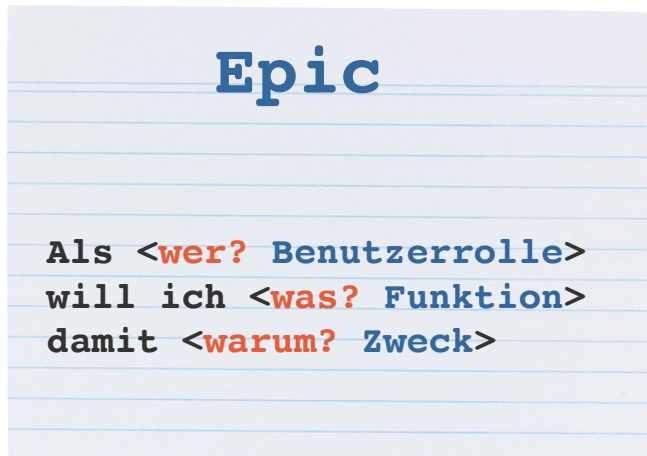 Epic
Als <wer? Benutzerrolle>
will ich <was? Funktion>
damit <warum? Zweck>